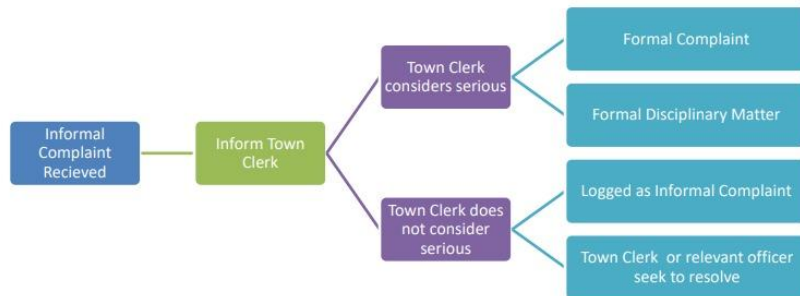 Informal
Complaint
Recieved
Inform Town
Clerk
Town Clerk
considers serious
Town Clerk does
not consider
serious
Formal Complaint
Formal Disciplinary Matter
Logged as Informal Complaint
Town Clerk or relevant officer
seek to resolve